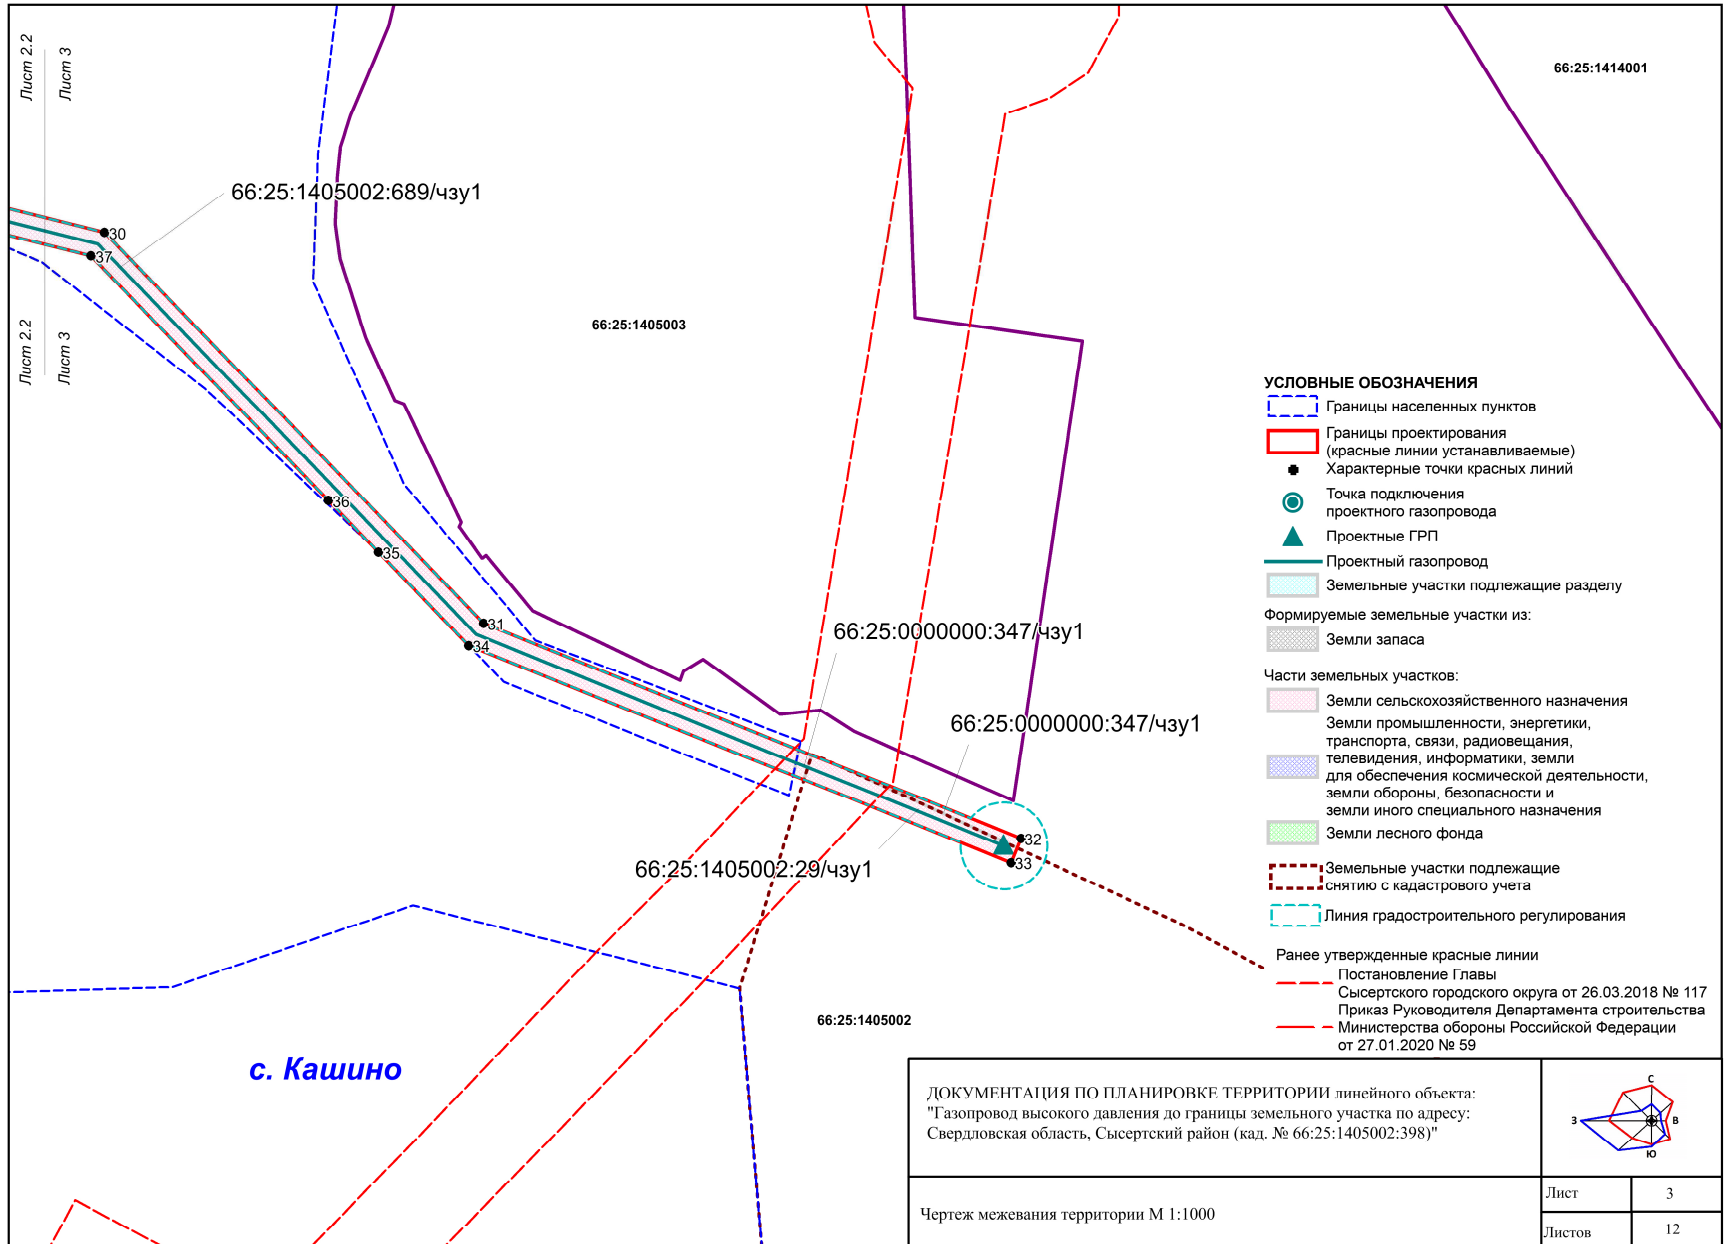 Лист 2.2
Лист 3
66:25:1414001
66:25:1405002:689/чзу1
30
37
Лист 2.2
Лист 3
66:25:1405003
УСЛОВНЫЕ ОБОЗНАЧЕНИЯ
Границы населенных пунктов
Границы проектирования
(красные линии устанавливаемые)
Характерные точки красных линий
Точка подключения
проектного газопровода
Проектные ГРП
Проектный газопровод
Земельные участки подлежащие разделу
Формируемые земельные участки из:
Земли запаса
Части земельных участков:
Земли сельскохозяйственного назначения
Земли промышленности, энергетики,
транспорта, связи, радиовещания,
телевидения, информатики, земли
для обеспечения космической деятельности,
земли обороны, безопасности и
земли иного специального назначения
Земли лесного фонда
Земельные участки подлежащие
снятию с кадастрового учета
Линия градостроительного регулирования
Ранее утвержденные красные линии
Постановление Главы
Сысертского городского округа от 26.03.2018 № 117
Приказ Руководителя Департамента строительства
Министерства обороны Российской Федерации
от 27.01.2020 № 59
36
35
31
34
66:25:0000000:347/чзу1
66:25:0000000:347/чзу1
32
33
66:25:1405002:29/чзу1
66:25:1405002
с. Кашино
ДОКУМЕНТАЦИЯ ПО ПЛАНИРОВКЕ ТЕРРИТОРИИ линейного объекта:
"Газопровод высокого давления до границы земельного участка по адресу:
Свердловская область, Сысертский район (кад. № 66:25:1405002:398)"
С
З
В
Ю
Чертеж межевания территории М 1:1000
Лист 3
Листов 12